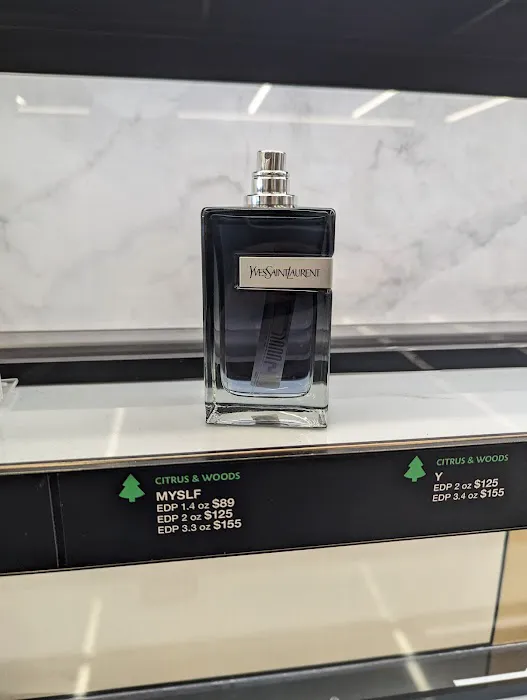 YVESSAINTLAURENT
CITRUS & WOODS
MYSLF
EDP 1.4 oz $89
EDP 2 oz $125
EDP 3.3 oz $155
CITRUS & WOODS
Y
EDP 2 oz $125
EDP 3.4 oz $155